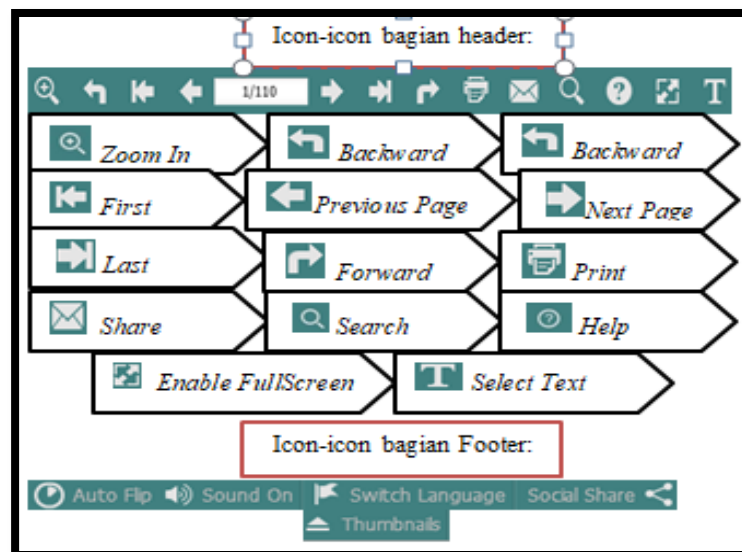 Icon-icon bagian header:
1/110 T
Zoom In Backward Backward
First Previous Page Next Page
Last Forward Print
Share Search Help
Enable FullScreen T Select Text
Icon-icon bagian Footer:
Auto Flip Sound On Switch Language Social Share
Thumbnails